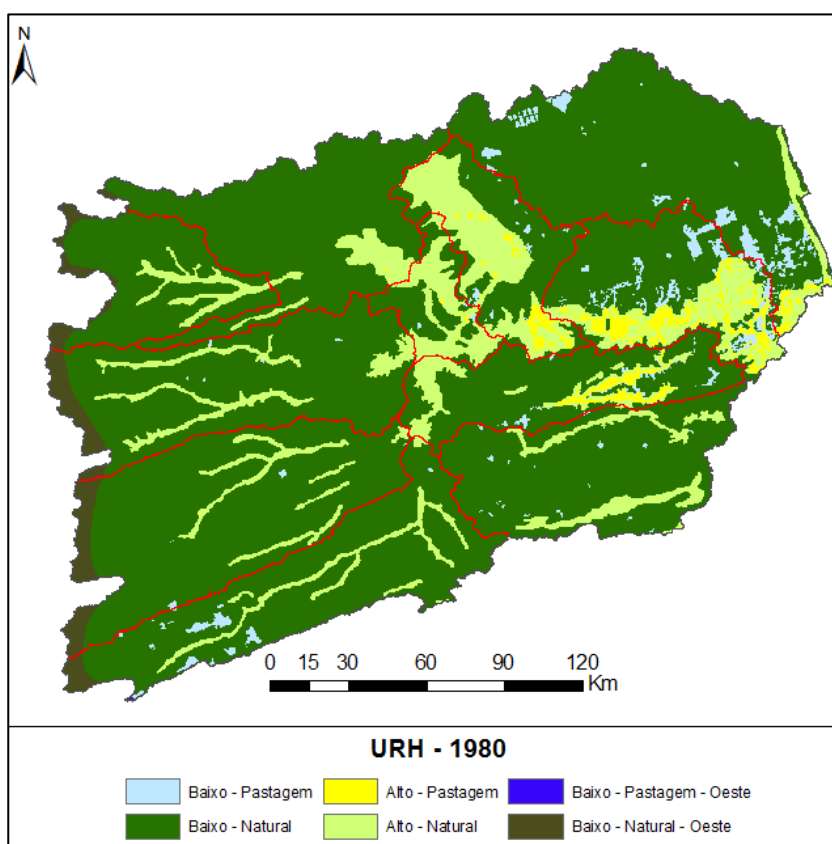 N
0 15 30 60 90 120
Km
URH - 1980
Baixo - Pastagem Alto - Pastagem Baixo - Pastagem - Oeste
Baixo - Natural Alto - Natural Baixo - Natural - Oeste